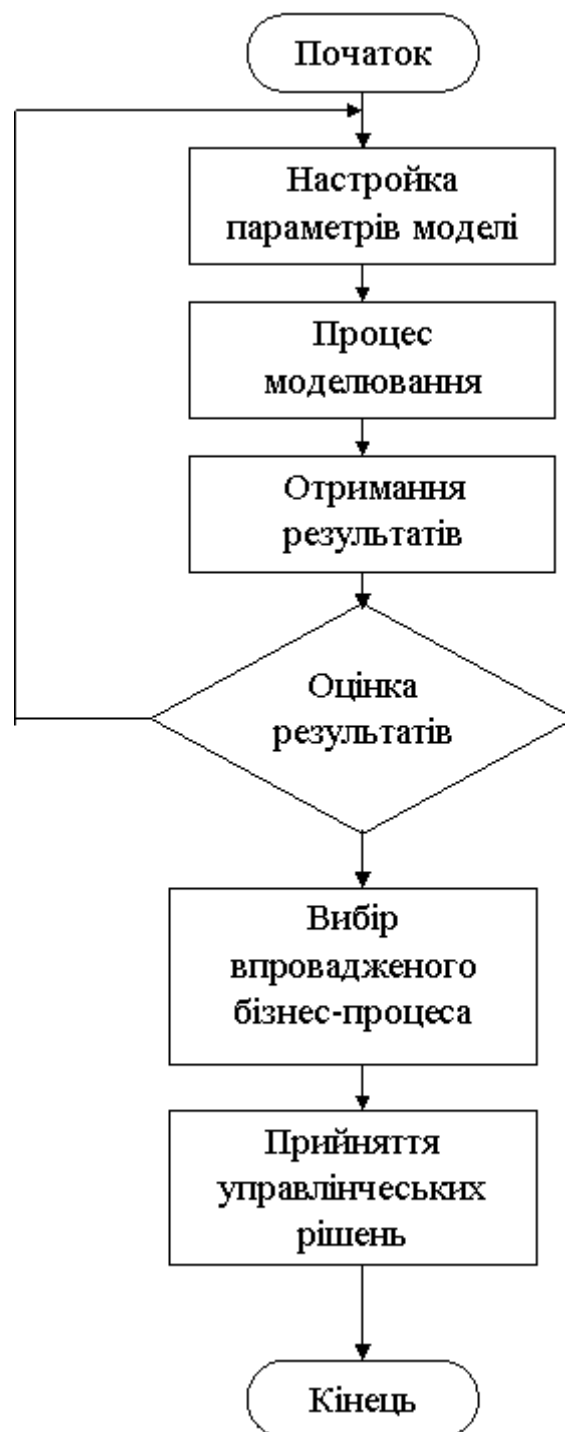 Початок
Настройка
параметрів моделі
Процес
моделювання
Отримання
результатів
Оцінка
результатів
Вибір
впровадженого
бізнес-процеса
Прийняття
управлінчеських
рішень
Кінець